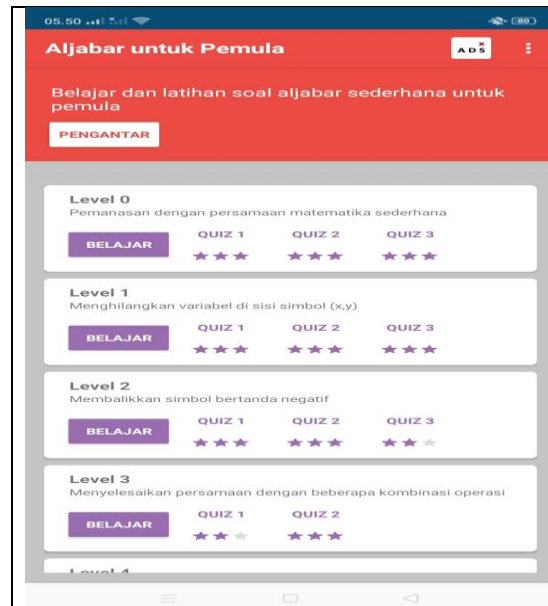 05.50
80
Aljabar untuk Pemula
ADS
Belajar dan latihan soal aljabar sederhana untuk
pemula
PENGANTAR
Level 0
Pemanasan dengan persamaan matematika sederhana
BELAJAR QUIZ 1 QUIZ 2 QUIZ 3
Level 1
Menghilangkan variabel di sisi simbol (x,y)
BELAJAR QUIZ 1 QUIZ 2 QUIZ 3
Level 2
Membalikkan simbol bertanda negatif
BELAJAR QUIZ 1 QUIZ 2 QUIZ 3
Level 3
Menyelesaikan persamaan dengan beberapa kombinasi operasi
BELAJAR QUIZ 1 QUIZ 2
Level 4